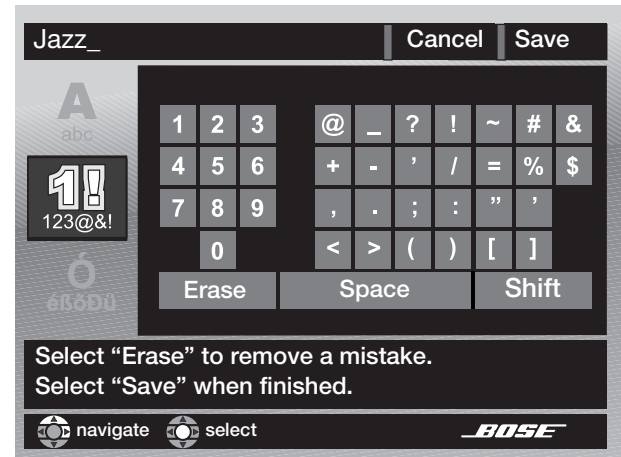 Jazz_ Cancel Save
A
abc
1 2 3 @ _ ? ! ~ # &
1!
4 5 6 + - ’ / = % $
123@&!
7 8 9 , . ; : ” ’
0 < > ( ) [ ]
Ó
éßõÐü
Erase Space Shift
Select “Erase” to remove a mistake.
Select “Save” when finished.
navigate select BOSE